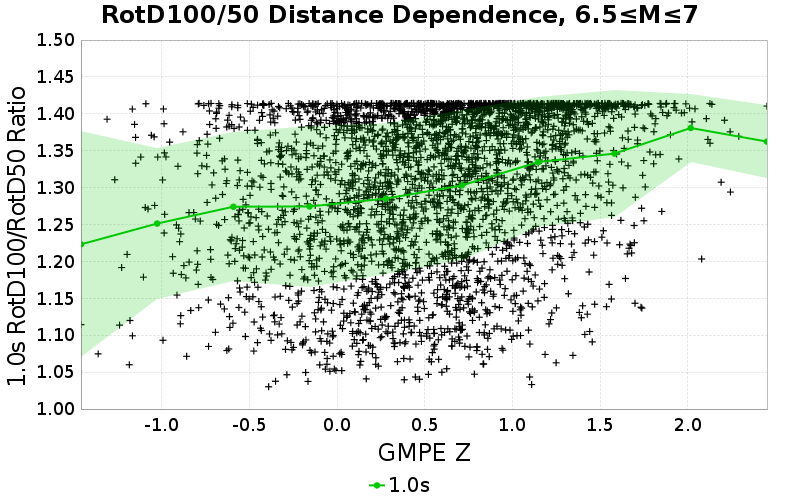 RotD100/50 Distance Dependence, 6.5≤M≤7
1.0s RotD100/RotD50 Ratio
1.50
1.45
1.40
1.35
1.30
1.25
1.20
1.15
1.10
1.05
1.00
-1.0 -0.5 0.0 0.5 1.0 1.5 2.0
GMPE Z
1.0s